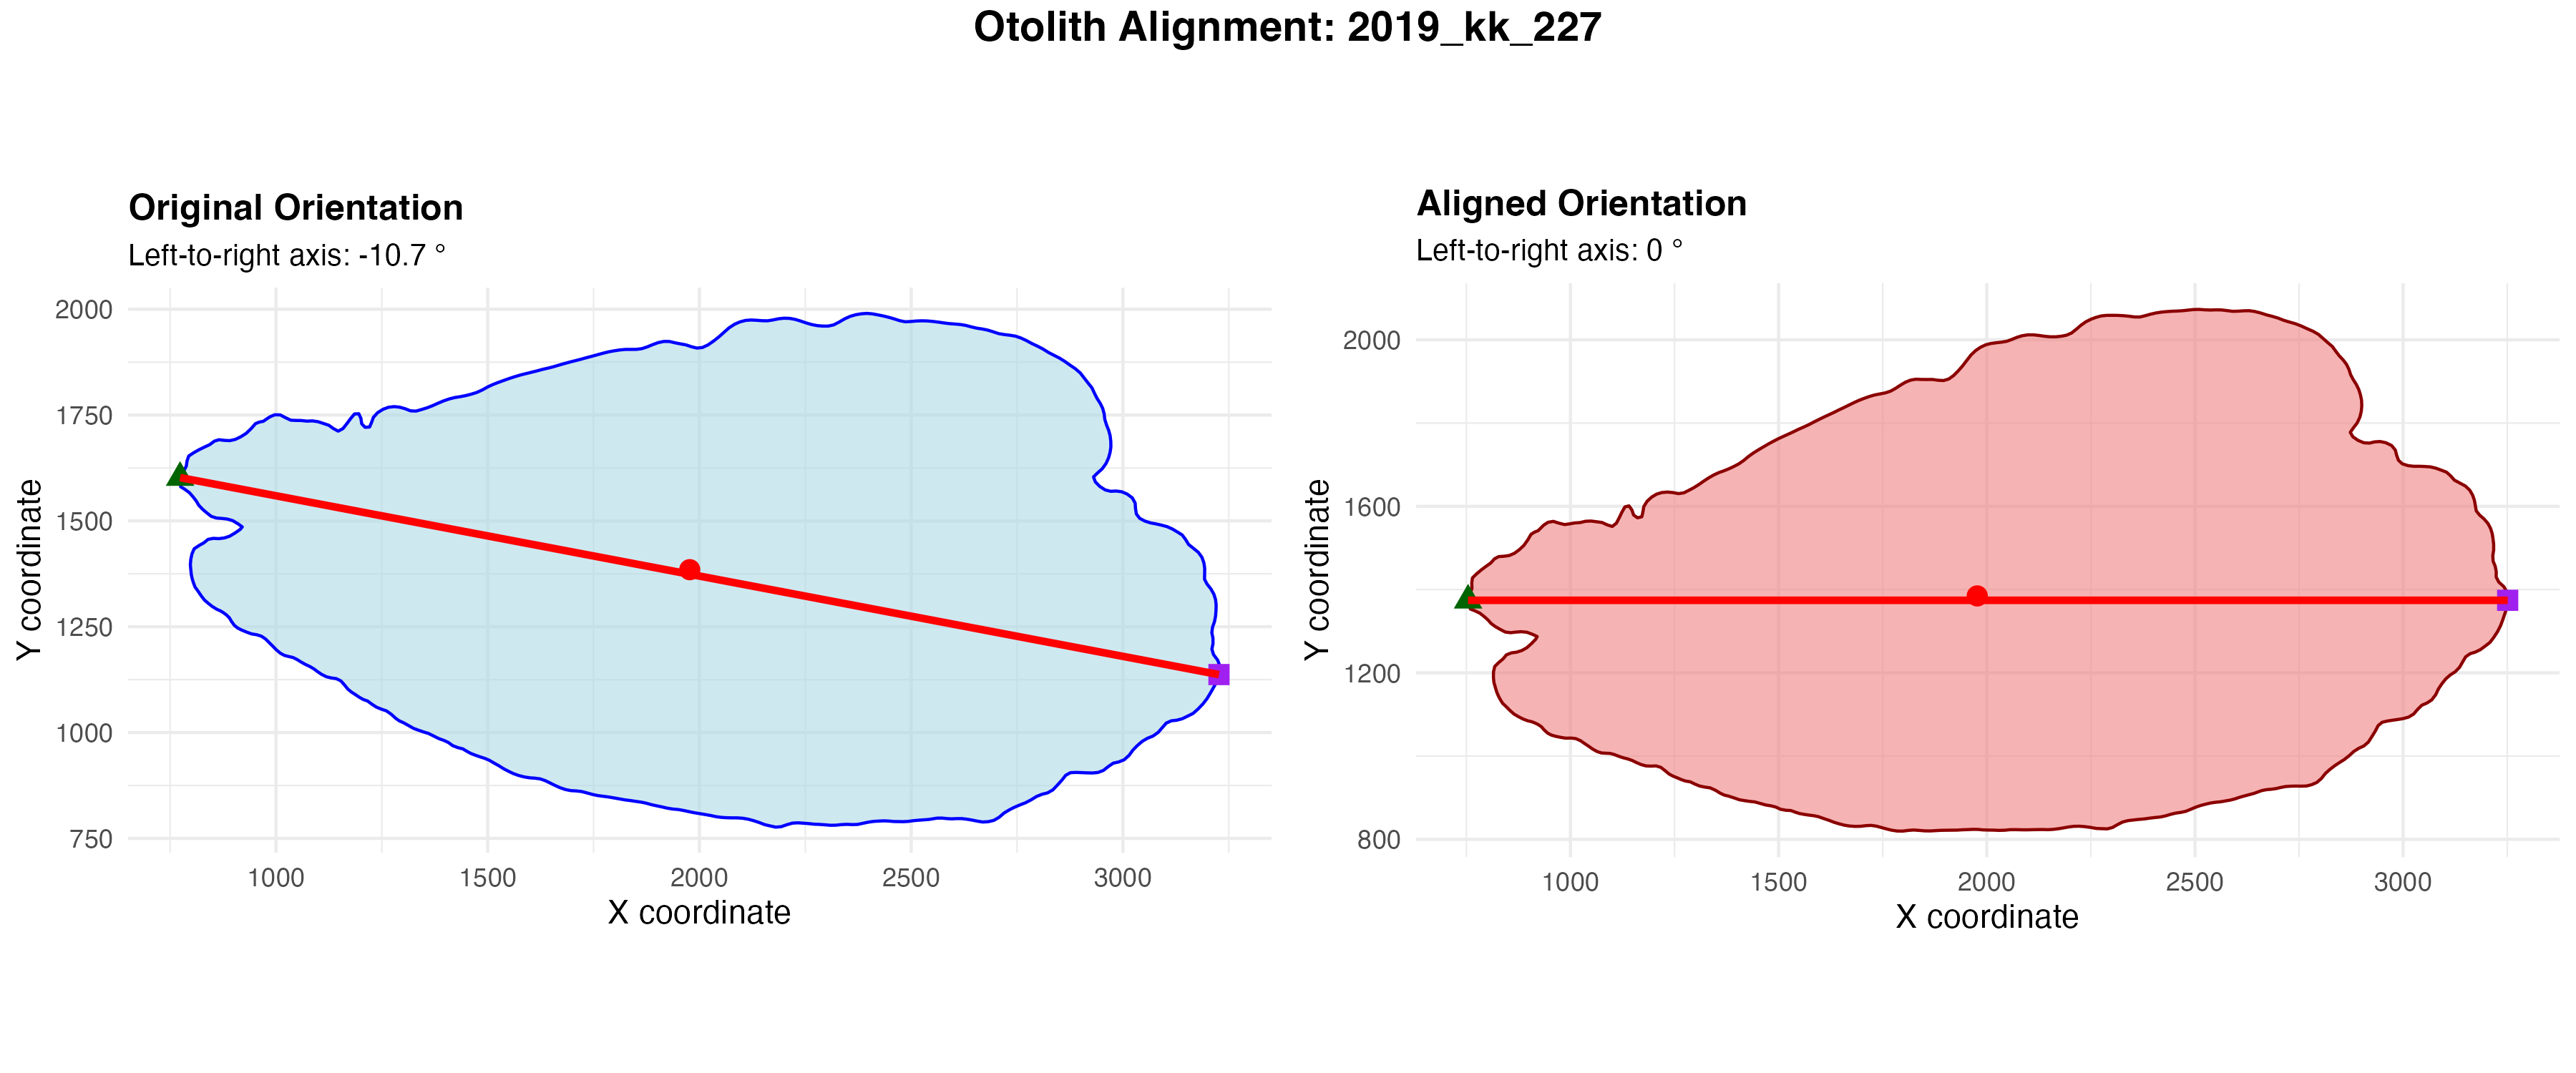 Otolith Alignment: 2019_kk_227
Original Orientation
Left-to-right axis: -10.7 °
2000
1750
1500
1250
1000
750
Y coordinate
1000 1500 2000 2500 3000
X coordinate
Aligned Orientation
Left-to-right axis: 0 °
2000
1600
1200
800
Y coordinate
1000 1500 2000 2500 3000
X coordinate